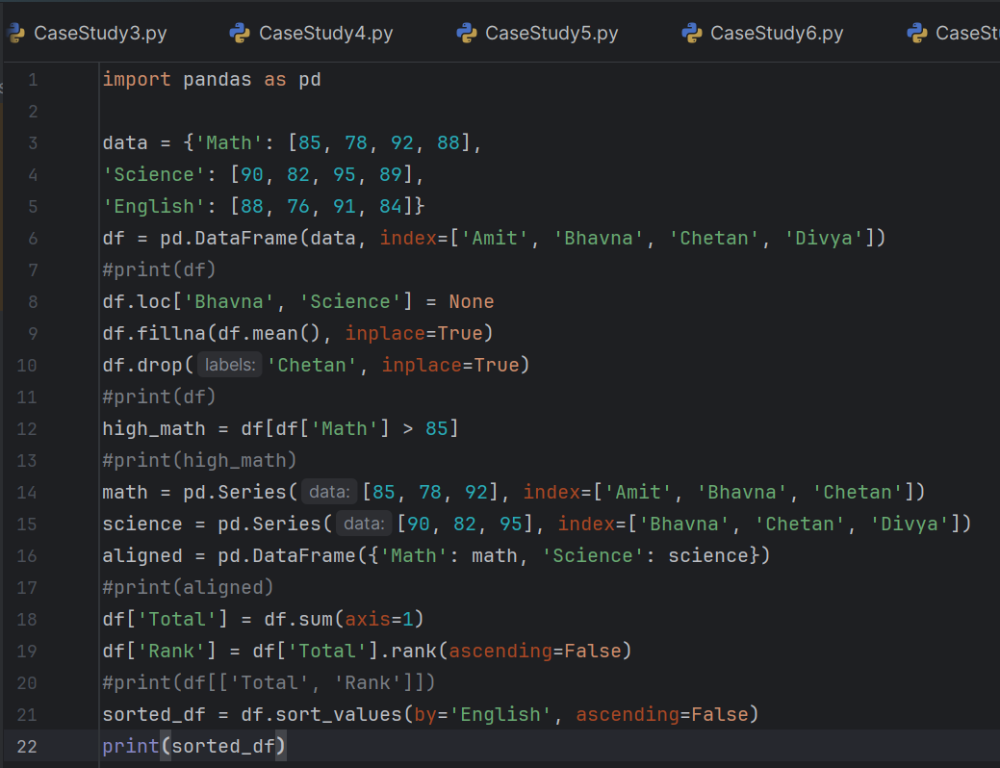 CaseStudy3.py CaseStudy4.py CaseStudy5.py CaseStudy6.py CaseSt
1 import pandas as pd
2
3 data = {'Math': [85, 78, 92, 88],
4 'Science': [90, 82, 95, 89],
5 'English': [88, 76, 91, 84]}
6 df = pd.DataFrame(data, index=['Amit', 'Bhavna', 'Chetan', 'Divya'])
7 #print(df)
8 df.loc['Bhavna', 'Science'] = None
9 df.fillna(df.mean(), inplace=True)
10 df.drop( labels: 'Chetan', inplace=True)
11 #print(df)
12 high_math = df[df['Math'] > 85]
13 #print(high_math)
14 math = pd.Series( data: [85, 78, 92], index=['Amit', 'Bhavna', 'Chetan'])
15 science = pd.Series( data: [90, 82, 95], index=['Bhavna', 'Chetan', 'Divya'])
16 aligned = pd.DataFrame({'Math': math, 'Science': science})
17 #print(aligned)
18 df['Total'] = df.sum(axis=1)
19 df['Rank'] = df['Total'].rank(ascending=False)
20 #print(df[['Total', 'Rank']])
21 sorted_df = df.sort_values(by='English', ascending=False)
22 print(sorted_df)